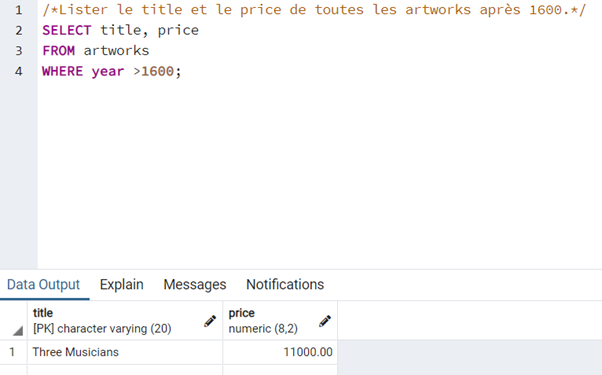 1 /*Lister le title et le price de toutes les artworks après 1600.*/
2 SELECT title, price
3 FROM artworks
4 WHERE year >1600;
Data Output Explain Messages Notifications
title price
[PK] character varying (20) numeric (8,2)
1 Three Musicians 11000.00